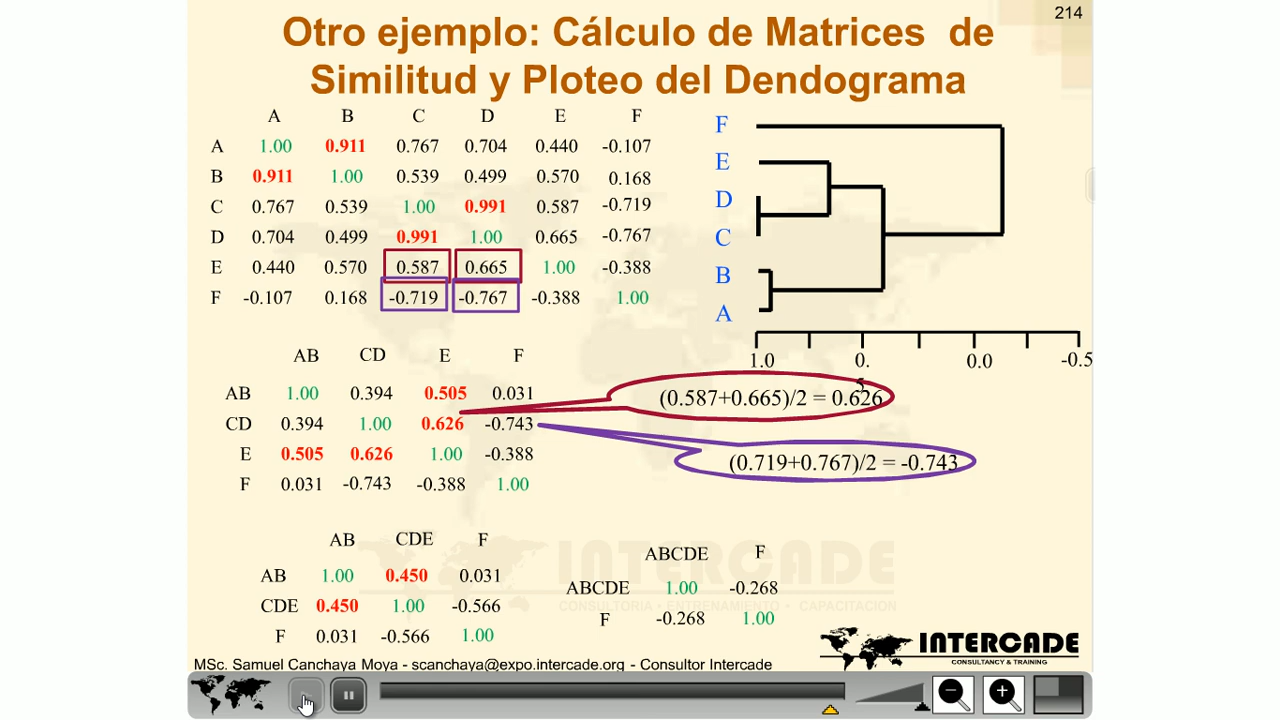 214
Otro ejemplo: Cálculo de Matrices de
Similitud y Ploteo del Dendograma
A B C D E F
A 1.00 0.911 0.767 0.704 0.440 -0.107
B 0.911 1.00 0.539 0.499 0.570 0.168
C 0.767 0.539 1.00 0.991 0.587 -0.719
D 0.704 0.499 0.991 1.00 0.665 -0.767
E 0.440 0.570 0.587 0.665 1.00 -0.388
F -0.107 0.168 -0.719 -0.767 -0.388 1.00
F
E
D
C
B
A
1.0 0. 0.0 -0.5
5
AB CD E F
AB 1.00 0.394 0.505 0.031
CD 0.394 1.00 0.626 -0.743
E 0.505 0.626 1.00 -0.388
F 0.031 -0.743 -0.388 1.00
(0.587+0.665)/2 = 0.626
(0.719+0.767)/2 = -0.743
AB CDE F
AB 1.00 0.450 0.031
CDE 0.450 1.00 -0.566
F 0.031 -0.566 1.00
ABCDE F
ABCDE 1.00 -0.268
F -0.268 1.00
INTERCADE
CONSULTORIA • ENTRENAMIENTO • CAPACITACION
INTERCADE
CONSULTANCY & TRAINING
MSc. Samuel Canchaya Moya - scanchaya@expo.intercade.org - Consultor Intercade